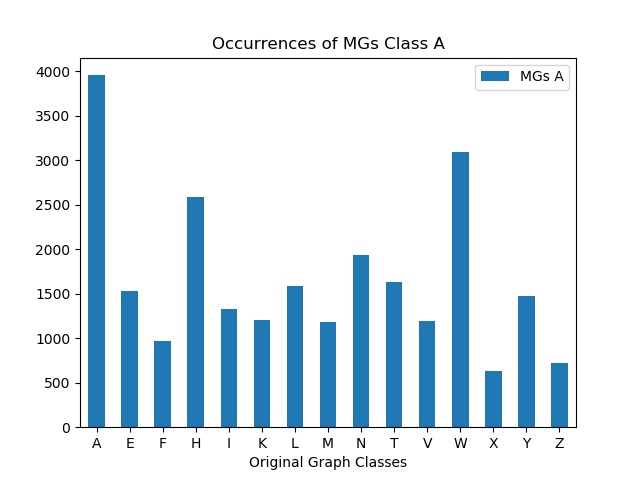 Occurrences of MGs Class A
MGs A
4000
3500
3000
2500
2000
1500
1000
500
0
A E F H I K L M N T V W X Y Z
Original Graph Classes